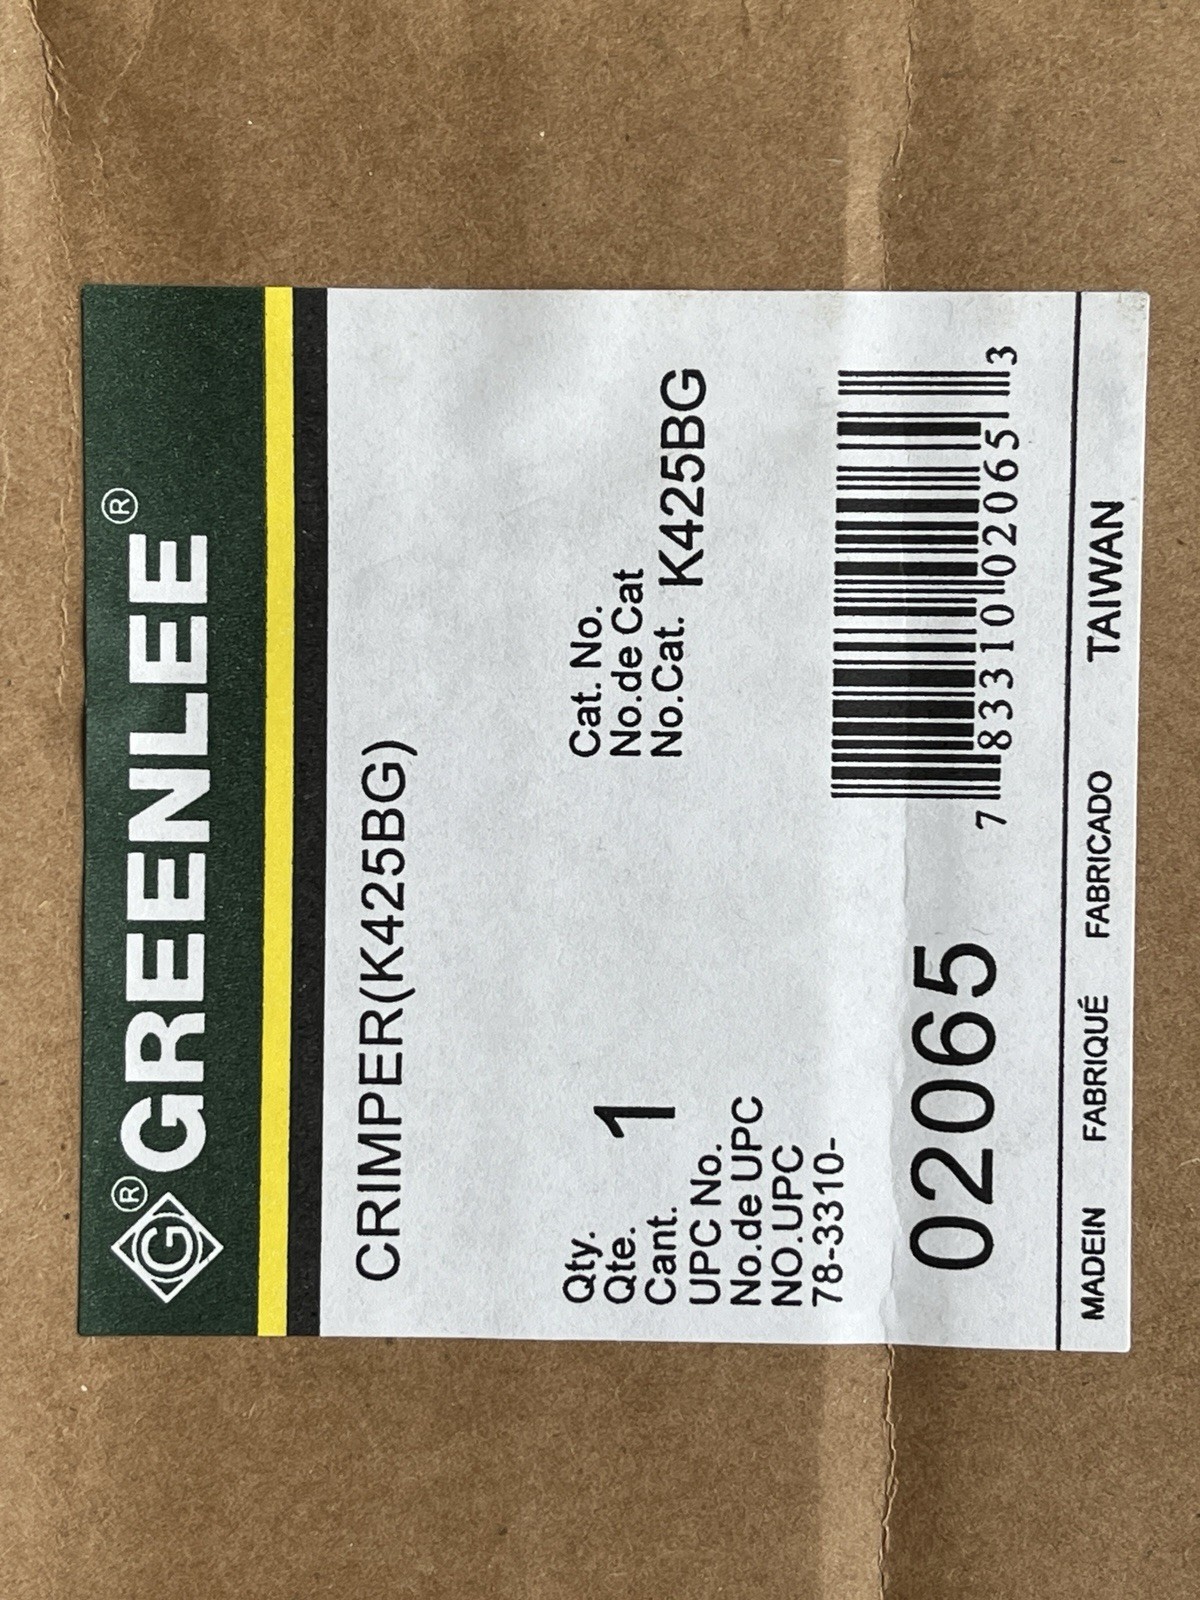 G® GREENLEE®
CRIMPER(K425BG)
Qty.
Qte.
Cant.
1
Cat. No.
No.de Cat
No.Cat.
K425BG
UPC No.
No.de UPC
NO.UPC
78-3310-
02065
7 83310 02065 3
MADEIN FABRIQUÉ FABRICADO TAIWAN